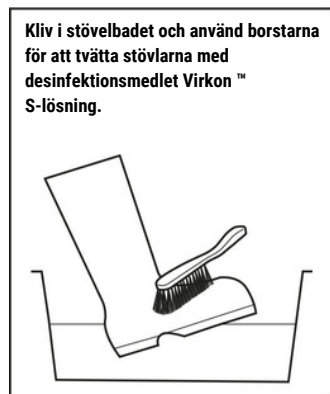 Kliv i stövelbadet och använd borstarna
för att tvätta stövlarna med
desinfektionsmedlet Virkon ™
S-lösning.